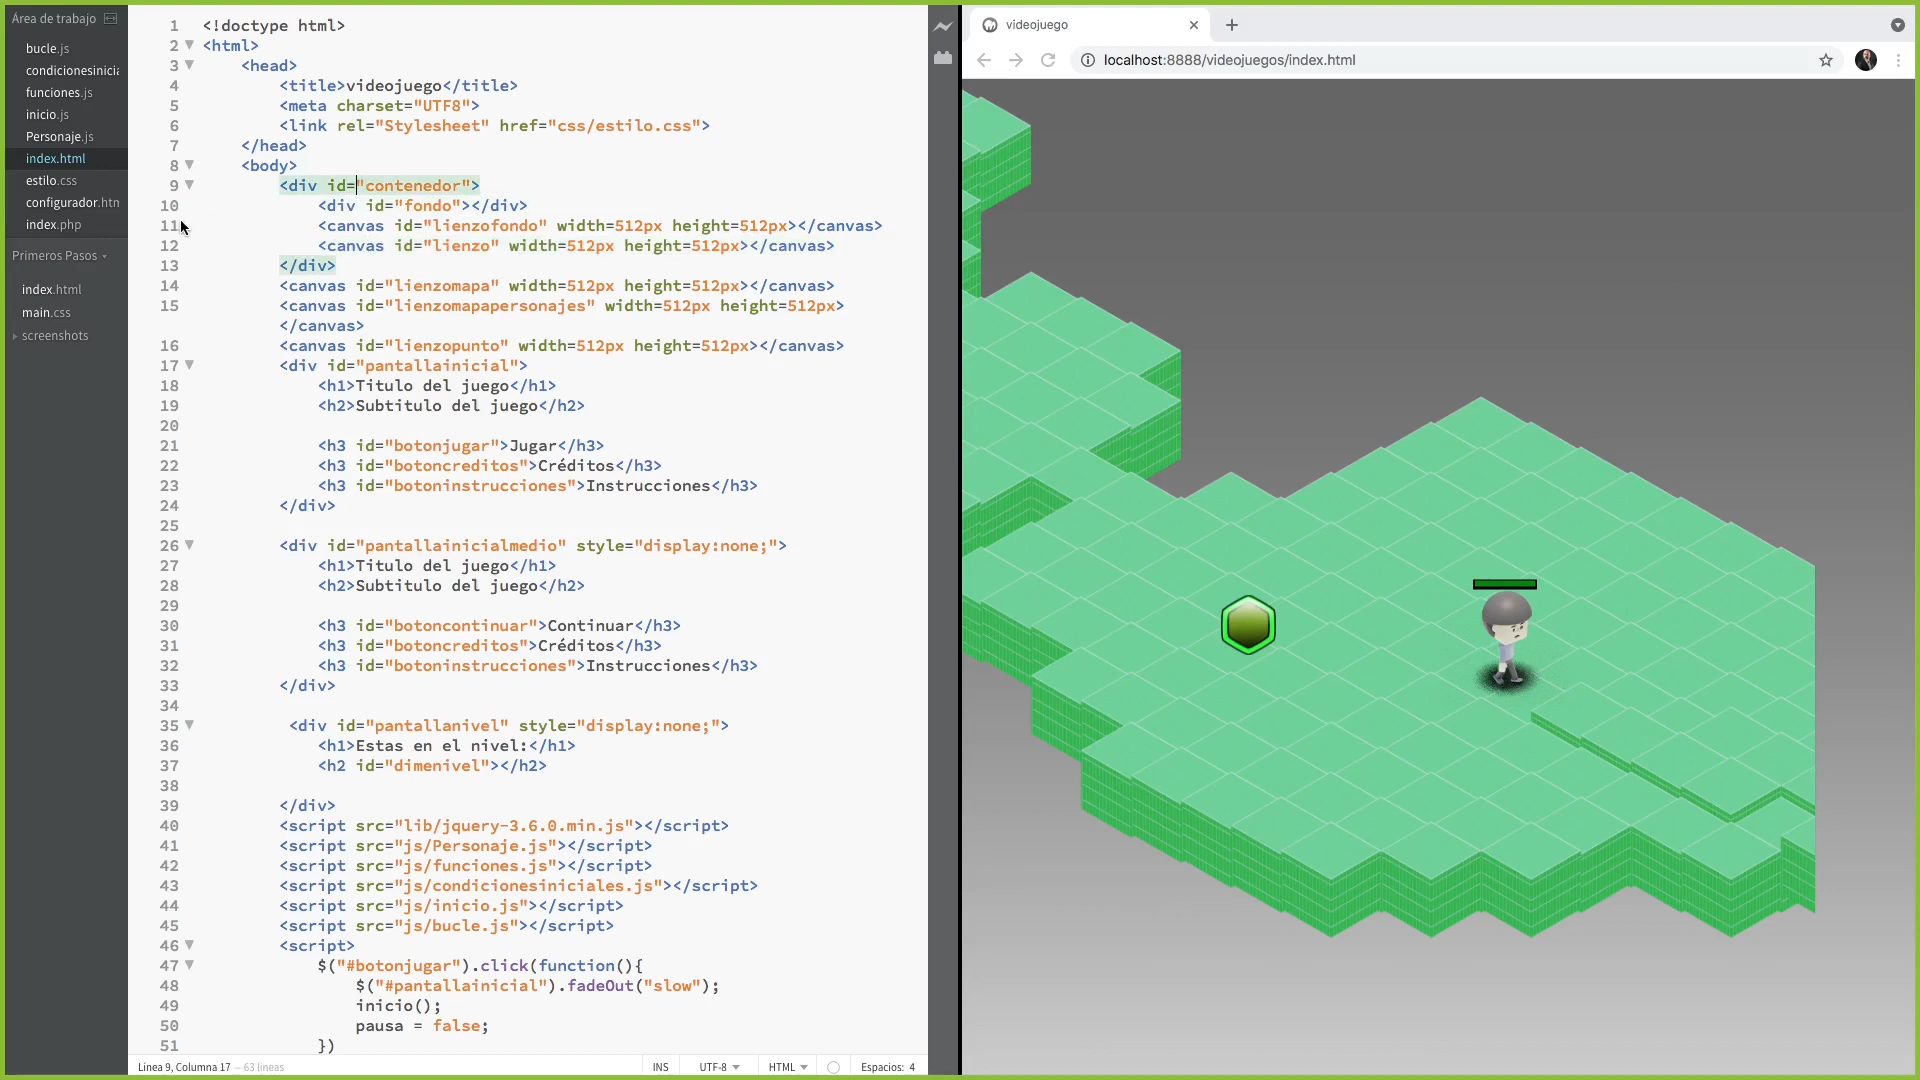 Área de trabajo
bucle.js
condicionesinicia
funciones.js
inicio.js
Personaje.js
index.html
estilo.css
configurador.htm
index.php
Primeros Pasos
index.html
main.css
screenshots
1 <!doctype html>
2 <html>
3 <head>
4 <title>videojuego</title>
5 <meta charset="UTF8">
6 <link rel="Stylesheet" href="css/estilo.css">
7 </head>
8 <body>
9 <div id="contenedor">
10 <div id="fondo"></div>
11 <canvas id="lienzofondo" width=512px height=512px></canvas>
12 <canvas id="lienzo" width=512px height=512px></canvas>
13 </div>
14 <canvas id="lienzomapa" width=512px height=512px></canvas>
15 <canvas id="lienzomapapersonajes" width=512px height=512px>
</canvas>
16 <canvas id="lienzopunto" width=512px height=512px></canvas>
17 <div id="pantallainicial">
18 <h1>Titulo del juego</h1>
19 <h2>Subtitulo del juego</h2>
20
21 <h3 id="botonjugar">Jugar</h3>
22 <h3 id="botoncreditos">Créditos</h3>
23 <h3 id="botoninstrucciones">Instrucciones</h3>
24 </div>
25
26 <div id="pantallainicialmedio" style="display:none;">
27 <h1>Titulo del juego</h1>
28 <h2>Subtitulo del juego</h2>
29
30 <h3 id="botoncontinuar">Continuar</h3>
31 <h3 id="botoncreditos">Créditos</h3>
32 <h3 id="botoninstrucciones">Instrucciones</h3>
33 </div>
34
35 <div id="pantallanivel" style="display:none;">
36 <h1>Estas en el nivel:</h1>
37 <h2 id="dimenivel"></h2>
38
39 </div>
40 <script src="lib/jquery-3.6.0.min.js"></script>
41 <script src="js/Personaje.js"></script>
42 <script src="js/funciones.js"></script>
43 <script src="js/condicionesiniciales.js"></script>
44 <script src="js/inicio.js"></script>
45 <script src="js/bucle.js"></script>
46 <script>
47 $("#botonjugar").click(function(){
48 $("#pantallainicial").fadeOut("slow");
49 inicio();
50 pausa = false;
51 })
Línea 9, Columna 17 — 63 líneas
INS
UTF-8
HTML
Espacios: 4
videojuego
localhost:8888/videojuegos/index.html